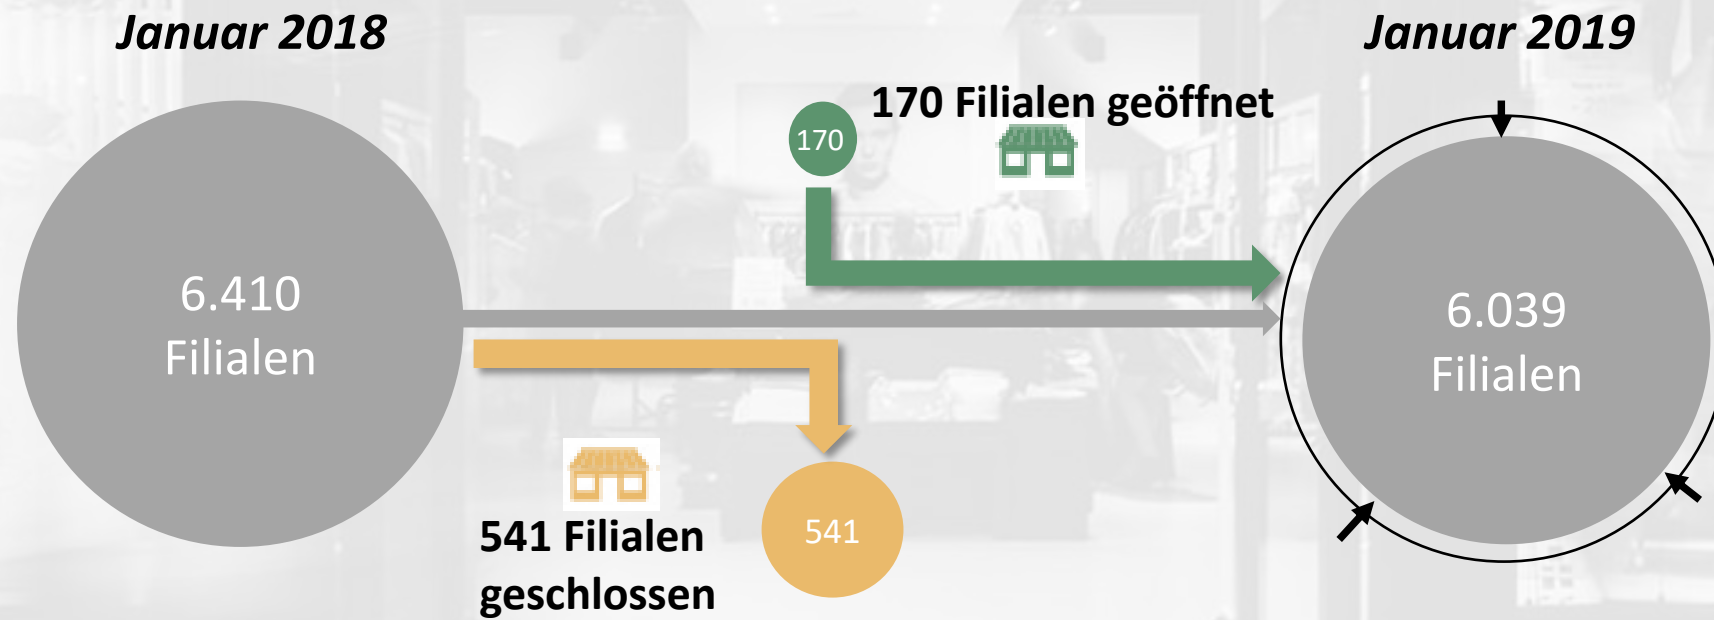 Januar 2018
Januar 2019
170 Filialen geöffnet
170
6.410
Filialen
6.039
Filialen
541 Filialen
geschlossen
541